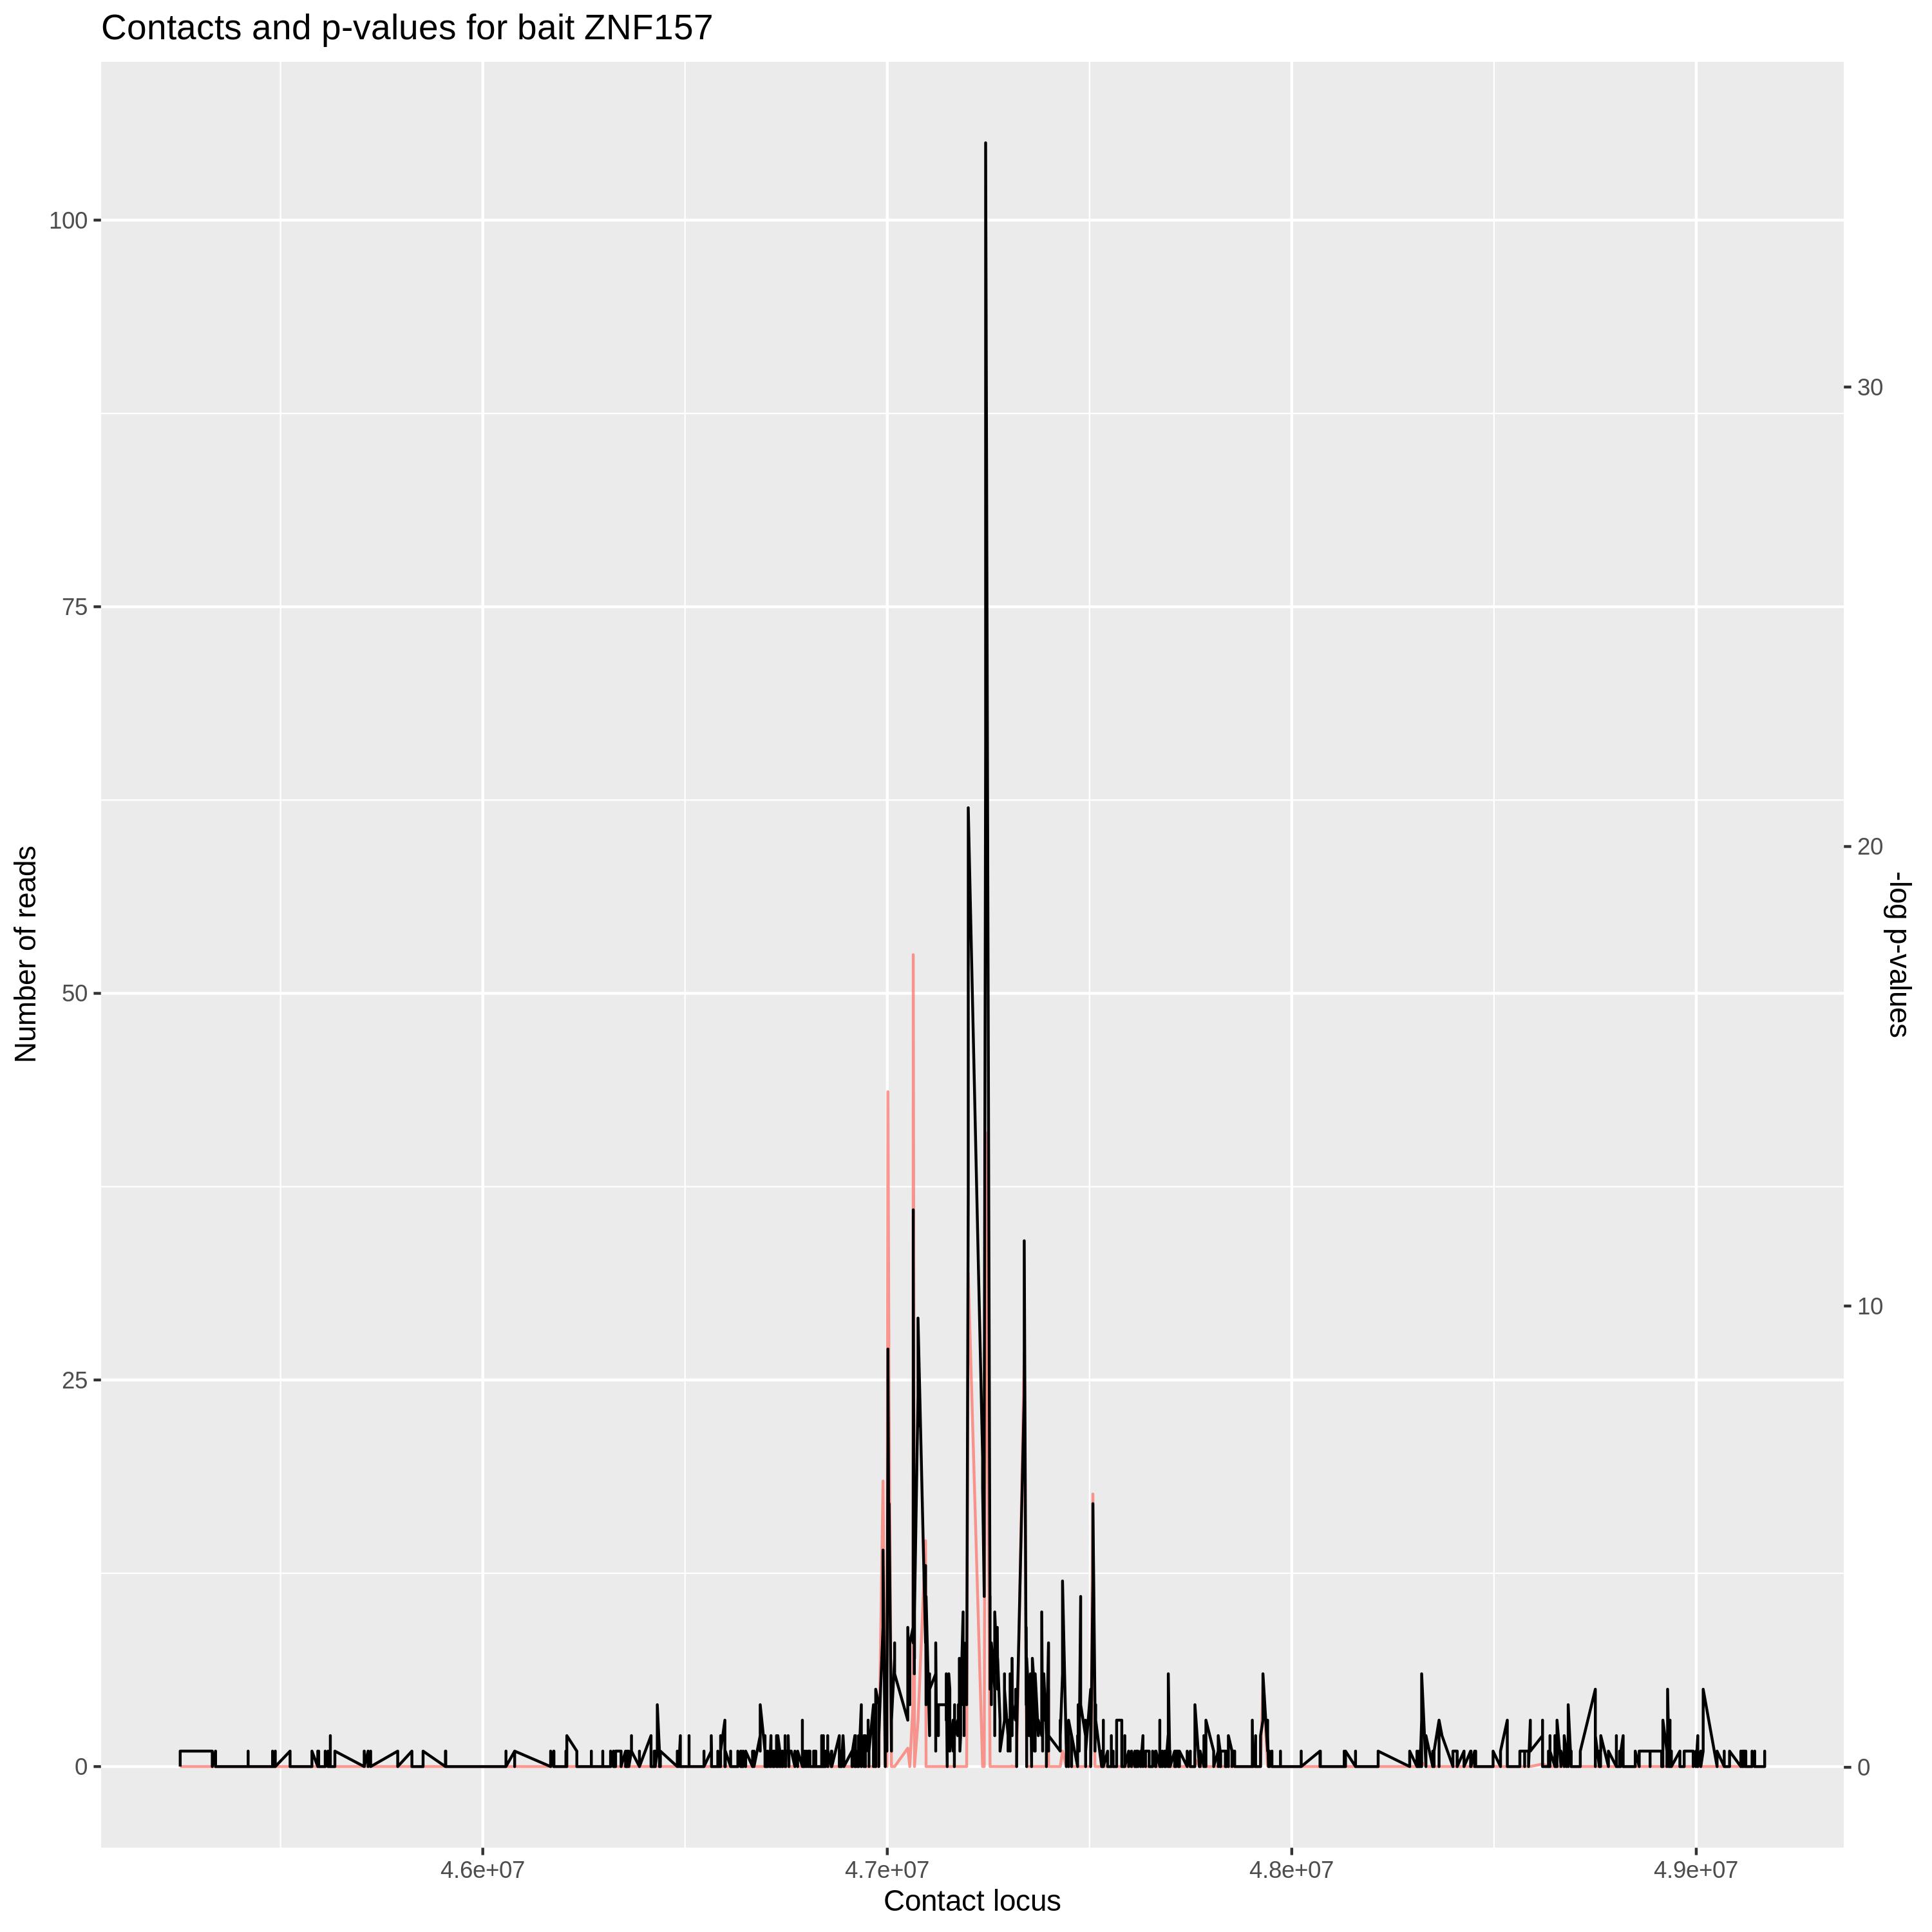 Contacts and p-values for bait ZNF157
100
75
50
25
0
Number of reads
30
20
10
0
-log p-values
4.6e+07
4.7e+07
4.8e+07
4.9e+07
Contact locus